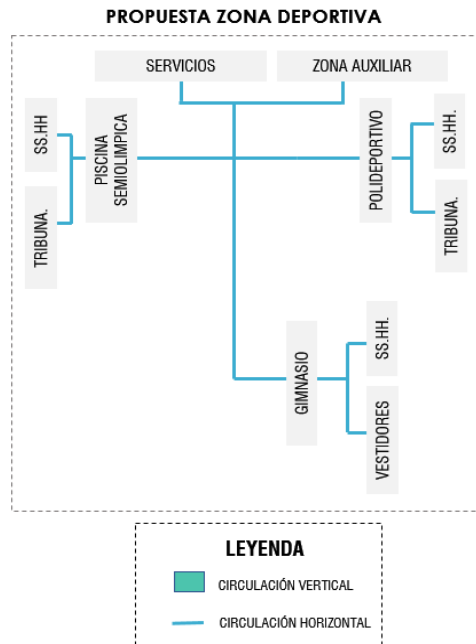 PROPUESTA ZONA DEPORTIVA
SERVICIOS
ZONA AUXILIAR
SS.HH
TRIBUNA.
PISCINA
SEMIOLIMPICA
POLIDEPORTIVO
SS.HH.
TRIBUNA.
GIMNASIO
SS.HH.
VESTIDORES
LEYENDA
CIRCULACIÓN VERTICAL
CIRCULACIÓN HORIZONTAL